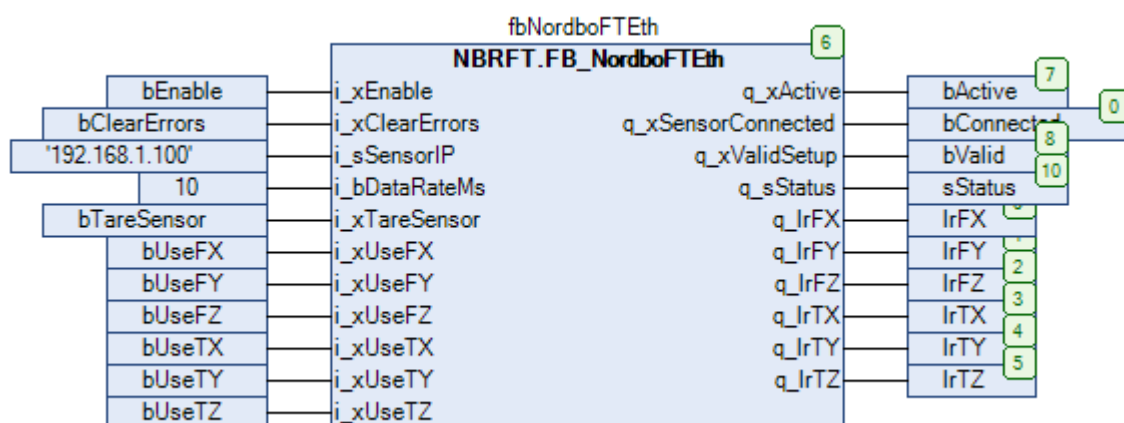 fbNordboFTEth
NBRFT.FB_NordboFTEth 6
bEnable i_xEnable q_xActive bActive 7
bClearErrors i_xClearErrors q_xSensorConnected bConnected 0
'192.168.1.100' i_sSensorIP q_xValidSetup bValid 8
10 i_bDataRateMs q_sStatus sStatus 10
bTareSensor i_xTareSensor q_lrFX lrFX
bUseFX i_xUseFX q_lrFY lrFY
bUseFY i_xUseFY q_lrFZ lrFZ 2
bUseFZ i_xUseFZ q_lrTX lrTX 3
bUseTX i_xUseTX q_lrTY lrTY 4
bUseTY i_xUseTY q_lrTZ lrTZ 5
bUseTZ i_xUseTZ